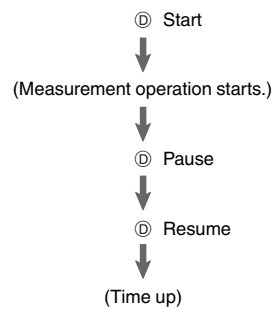 Ⓓ Start
(Measurement operation starts.)
Ⓓ Pause
Ⓓ Resume
(Time up)